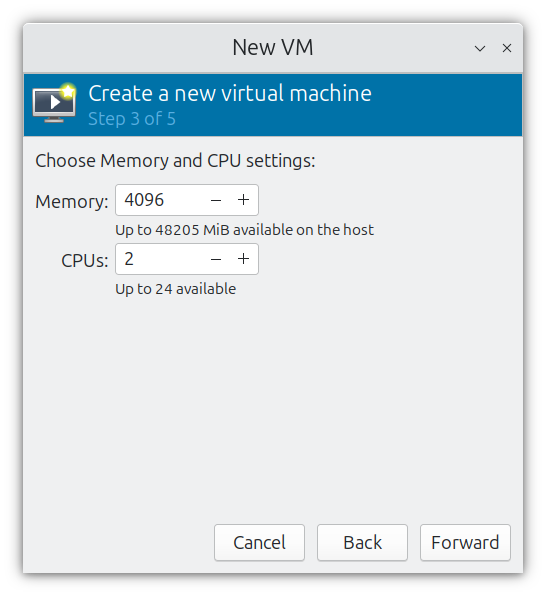 New VM
Create a new virtual machine
Step 3 of 5
Choose Memory and CPU settings:
Memory: 4096 − +
Up to 48205 MiB available on the host
CPUs: 2 − +
Up to 24 available
Cancel Back Forward